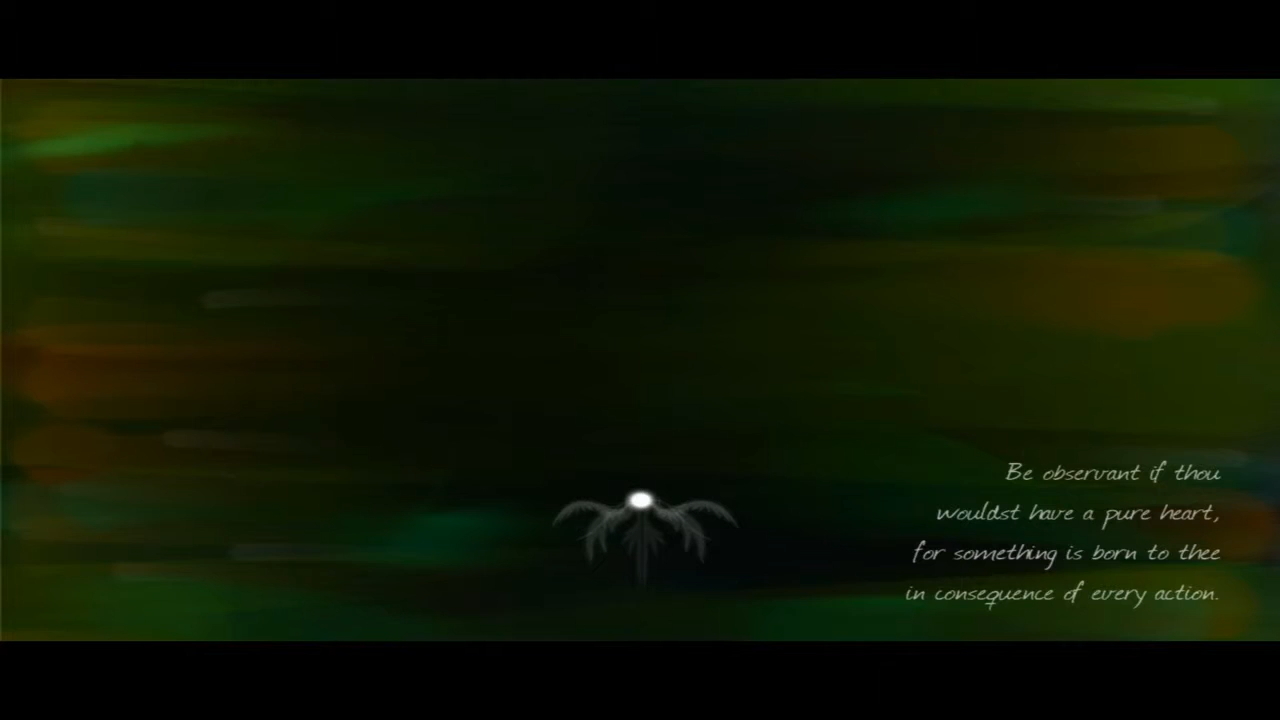 Be observant if thou
wouldst have a pure heart,
for something is born to thee
in consequence of every action.